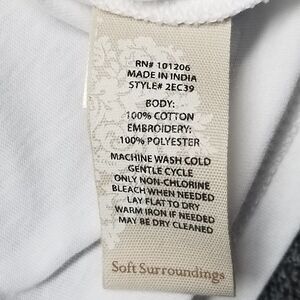 RN# 101206
MADE IN INDIA
STYLE# 2EC39
BODY:
100% COTTON
EMBROIDERY:
100% POLYESTER
MACHINE WASH COLD
GENTLE CYCLE
ONLY NON-CHLORINE
BLEACH WHEN NEEDED
LAY FLAT TO DRY
WARM IRON IF NEEDED
MAY BE DRY CLEANED
Soft Surroundings